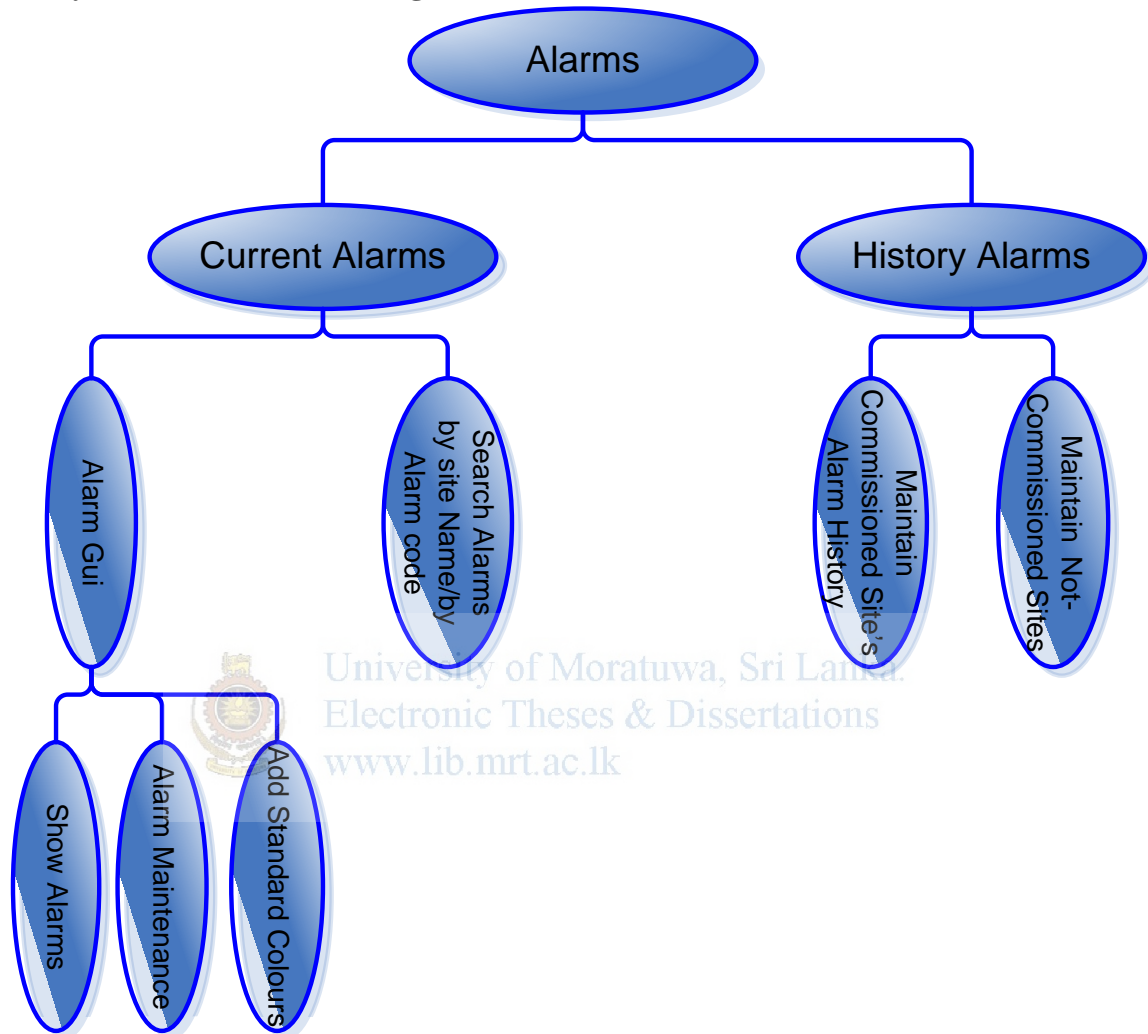 Alarms
Current Alarms
History Alarms
Alarm Gui
Search Alarms
by site Name/by
Alarm code
Maintain
Commissioned Site's
Alarm History
Maintain Not-
Commissioned Sites
University of Moratuwa, Sri Lanka.
Electronic Theses & Dissertations
www.lib.mrt.ac.lk
Show Alarms
Alarm Maintenance
Add Standard Colours